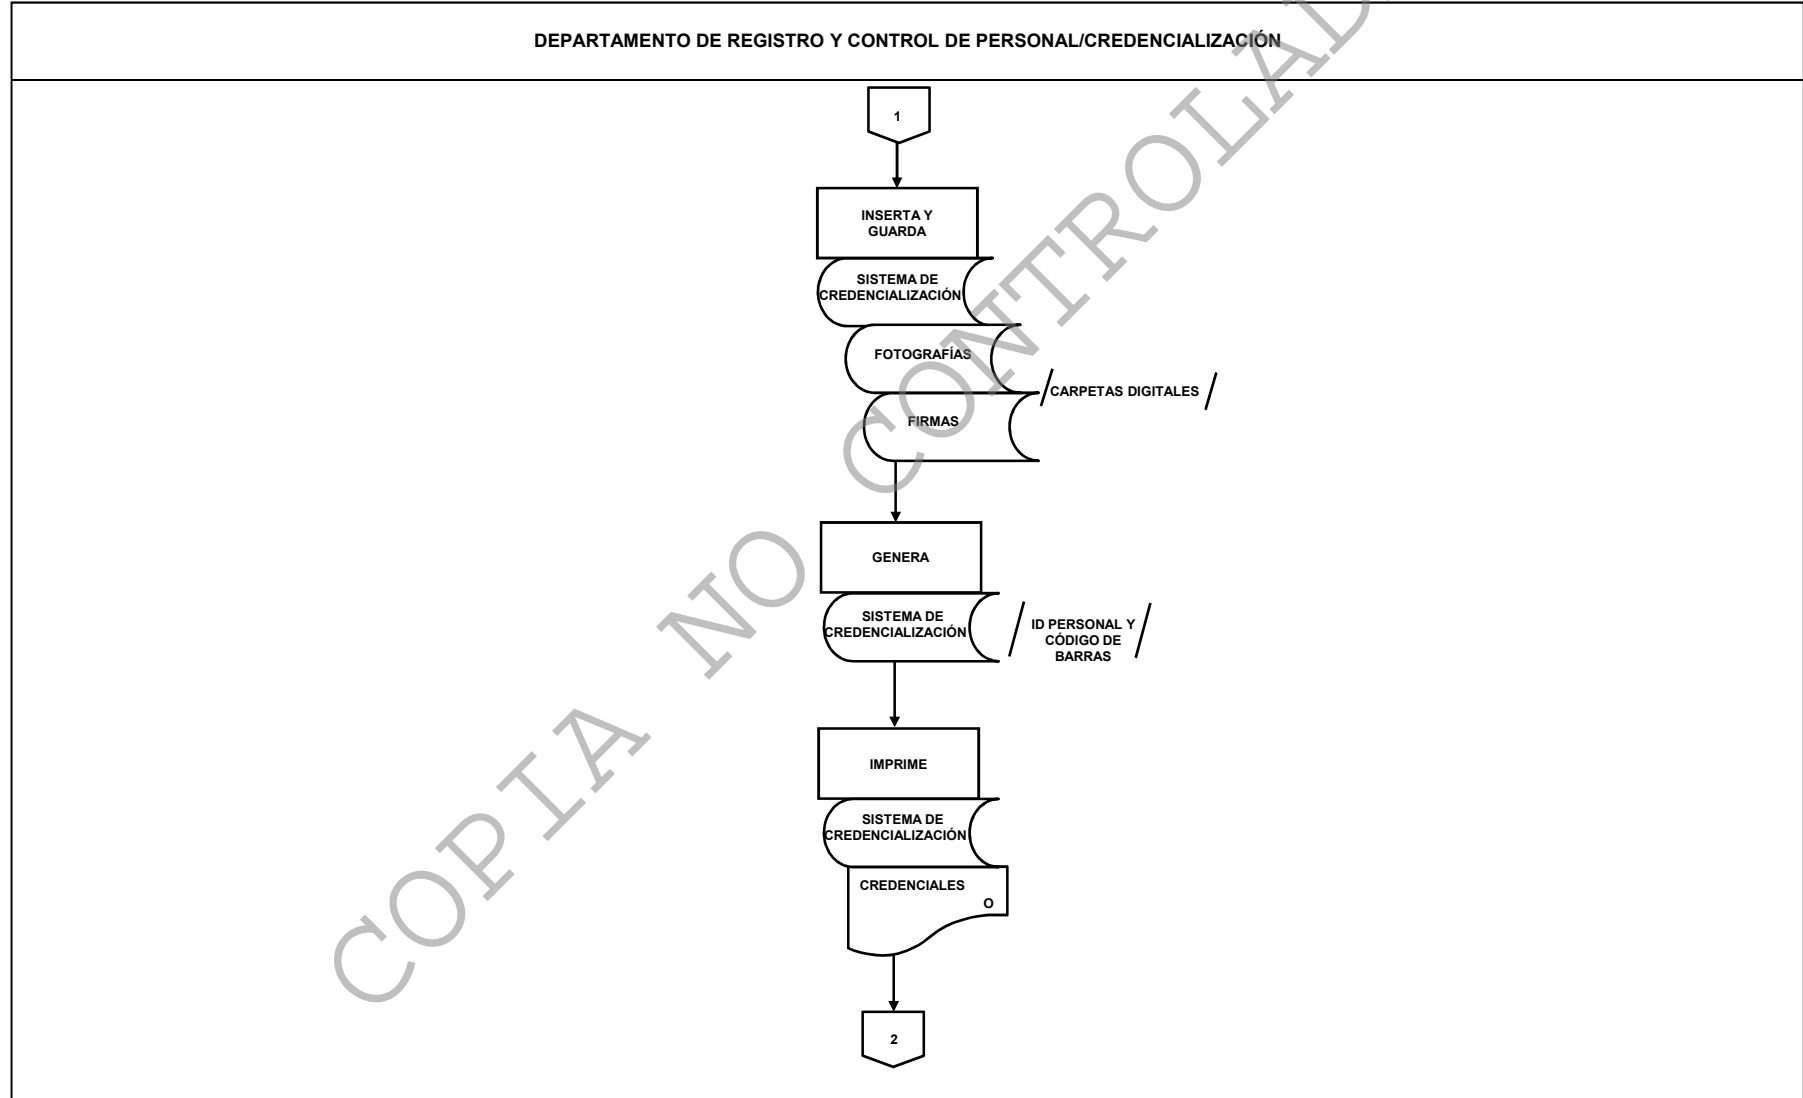 DEPARTAMENTO DE REGISTRO Y CONTROL DE PERSONAL/CREDENCIALIZACIÓN
1
INSERTA Y
GUARDA
SISTEMA DE
CREDENCIALIZACIÓN
FOTOGRAFÍAS
/ CARPETAS DIGITALES /
FIRMAS
GENERA
SISTEMA DE
CREDENCIALIZACIÓN
/ ID PERSONAL Y /
CÓDIGO DE
BARRAS
IMPRIME
SISTEMA DE
CREDENCIALIZACIÓN
CREDENCIALES
O
2
COPIA NO CONTROLAD